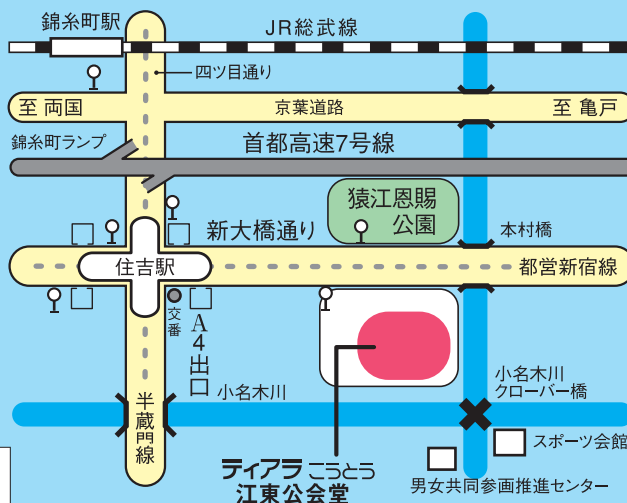 錦糸町駅
JR総武線
四ツ目通り
至 両国
京葉道路
至 亀戸
錦糸町ランプ
首都高速7号線
猿江恩賜
公園
新大橋通り
本村橋
住吉駅
都営新宿線
交番
A4出口
小名木川
小名木川
クローバー橋
半蔵門線
スポーツ会館
ティアラこうとう
江東公会堂
男女共同参画推進センター